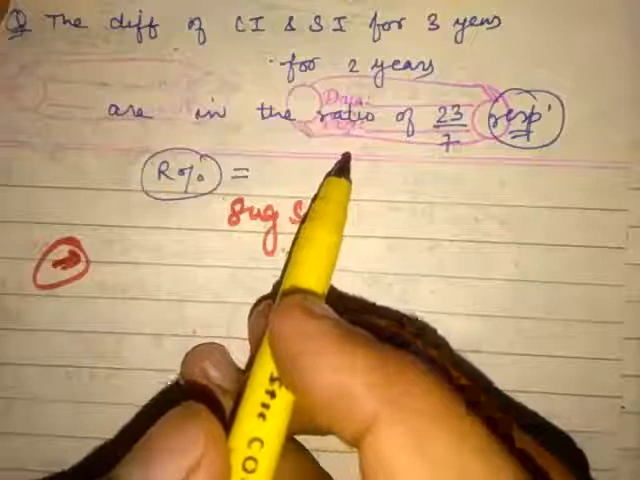 Q The diff of CI & SI for 3 years
for 2 years
are in the ratio of 23/7 resp.
R% =
sug S